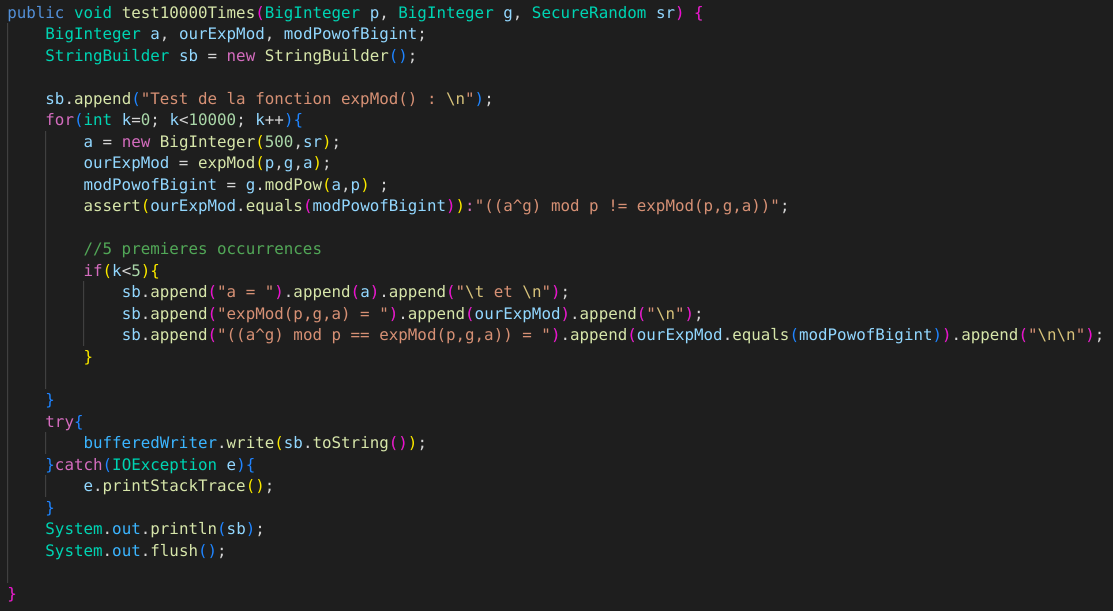 public void test10000Times(BigInteger p, BigInteger g, SecureRandom sr) {
    BigInteger a, ourExpMod, modPowofBigint;
    StringBuilder sb = new StringBuilder();

    sb.append("Test de la fonction expMod() : \n");
    for(int k=0; k<10000; k++){
        a = new BigInteger(500,sr);
        ourExpMod = expMod(p,g,a);
        modPowofBigint = g.modPow(a,p) ;
        assert(ourExpMod.equals(modPowofBigint)):"((a^g) mod p != expMod(p,g,a))";

        //5 premieres occurrences
        if(k<5){
            sb.append("a = ").append(a).append("\t et \n");
            sb.append("expMod(p,g,a) = ").append(ourExpMod).append("\n");
            sb.append("((a^g) mod p == expMod(p,g,a)) = ").append(ourExpMod.equals(modPowofBigint)).append("\n\n");
        }

    }
    try{
        bufferedWriter.write(sb.toString());
    }catch(IOException e){
        e.printStackTrace();
    }
    System.out.println(sb);
    System.out.flush();

}